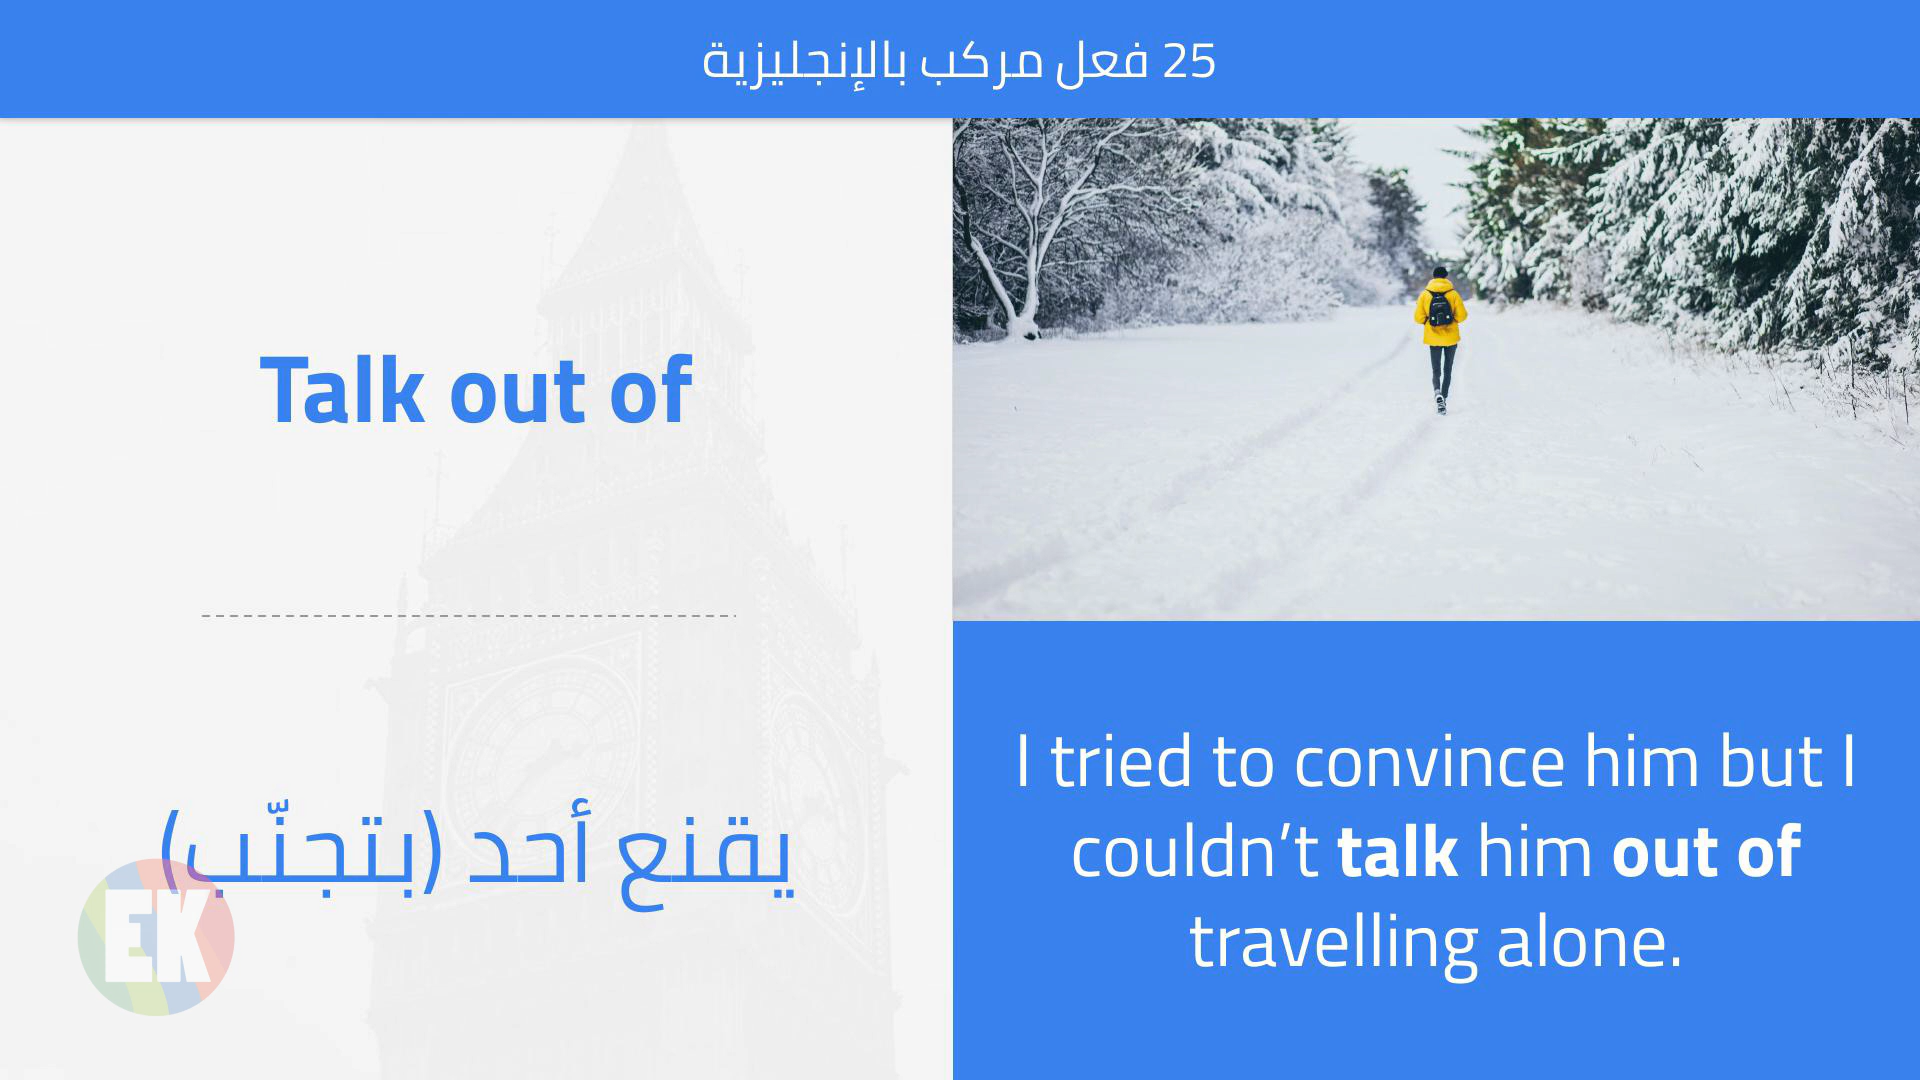 25 فعل مركب بالإنجليزية
Talk out of
يقنع أحد (بتجنّب)
EK
I tried to convince him but I
couldn’t talk him out of
travelling alone.